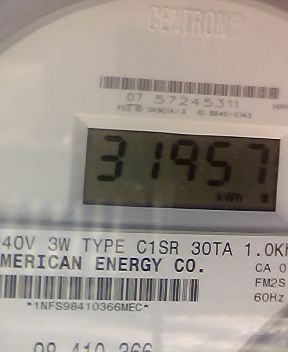 CENTRON®
07 57245311
31957
kWh
40V 3W TYPE C1SR 30TA 1.0K
MERICAN ENERGY CO.
CA 0
*1NFS98410366MEC*
FM2S
60Hz
98 410 366